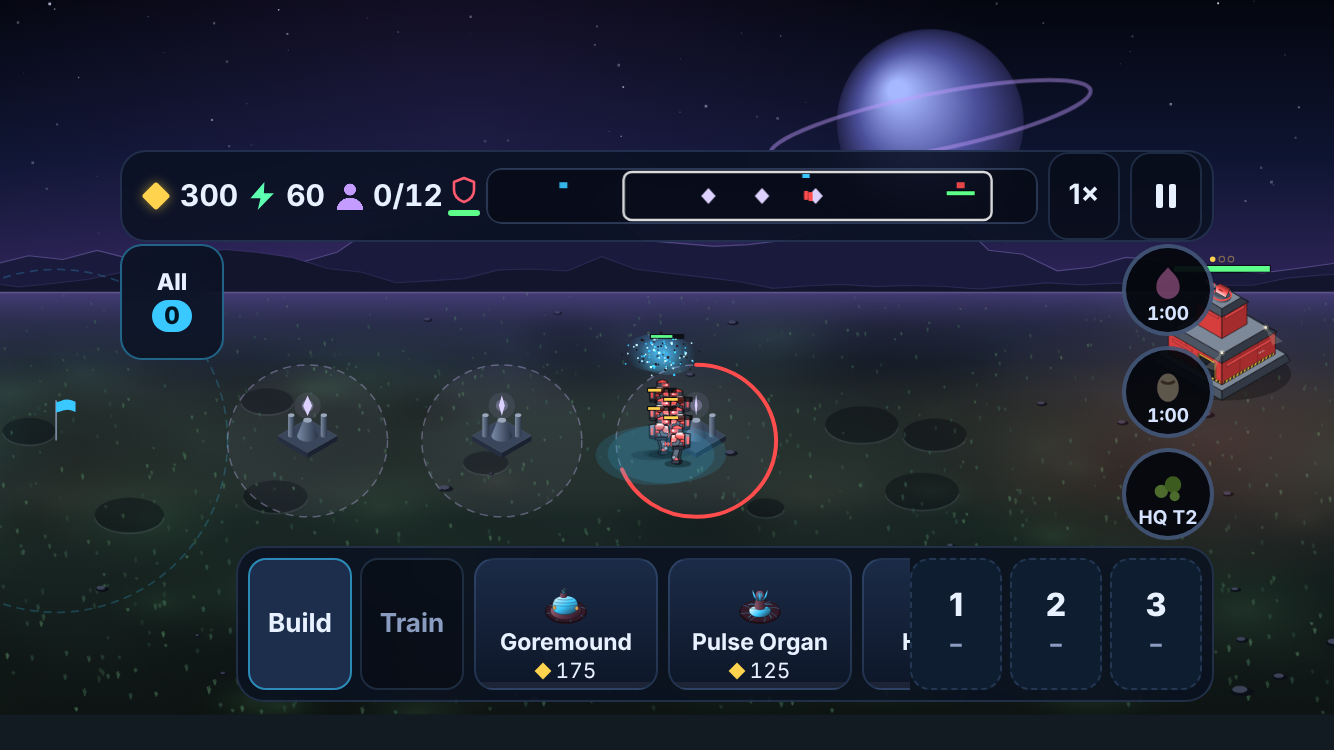 300 60 0/12 1×
All
0
1:00
1:00
HQ T2
Build Train Goremound Pulse Organ 1 2 3
175 125 – – –